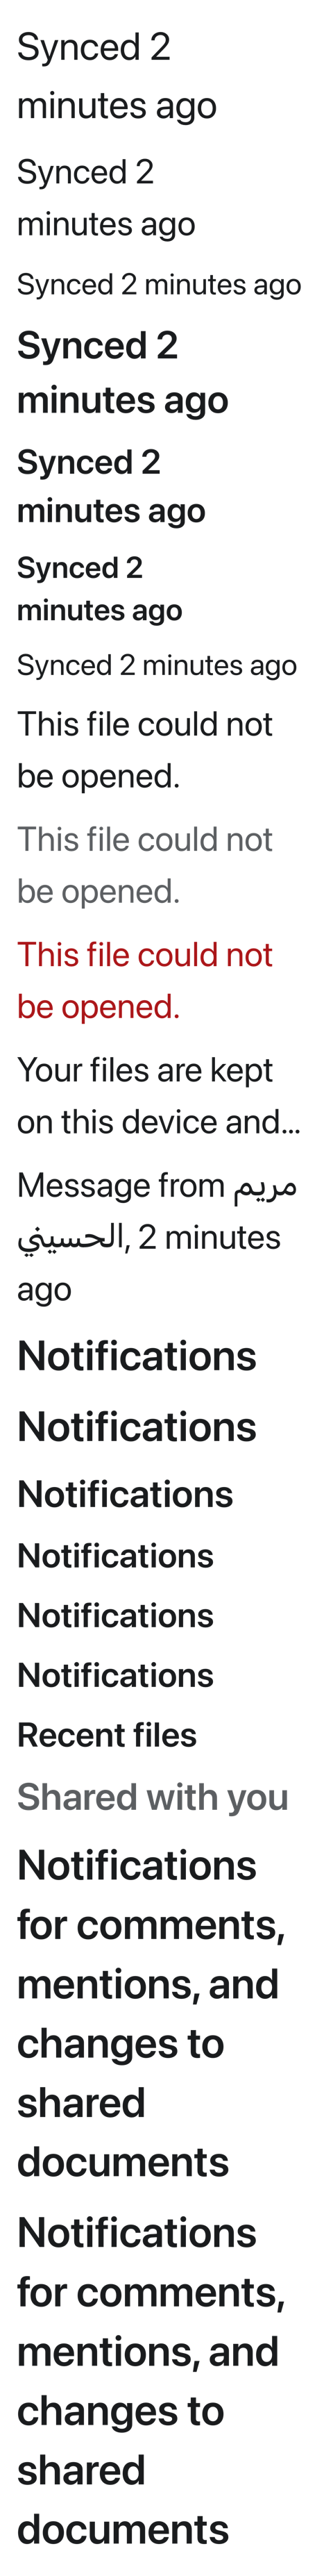 Synced 2
minutes ago
Synced 2
minutes ago
Synced 2 minutes ago
Synced 2
minutes ago
Synced 2
minutes ago
Synced 2
minutes ago
Synced 2 minutes ago
This file could not
be opened.
This file could not
be opened.
This file could not
be opened.
Your files are kept
on this device and...
Message from مريم
الحسيني, 2 minutes
ago
Notifications
Notifications
Notifications
Notifications
Notifications
Notifications
Recent files
Shared with you
Notifications
for comments,
mentions, and
changes to
shared
documents
Notifications
for comments,
mentions, and
changes to
shared
documents